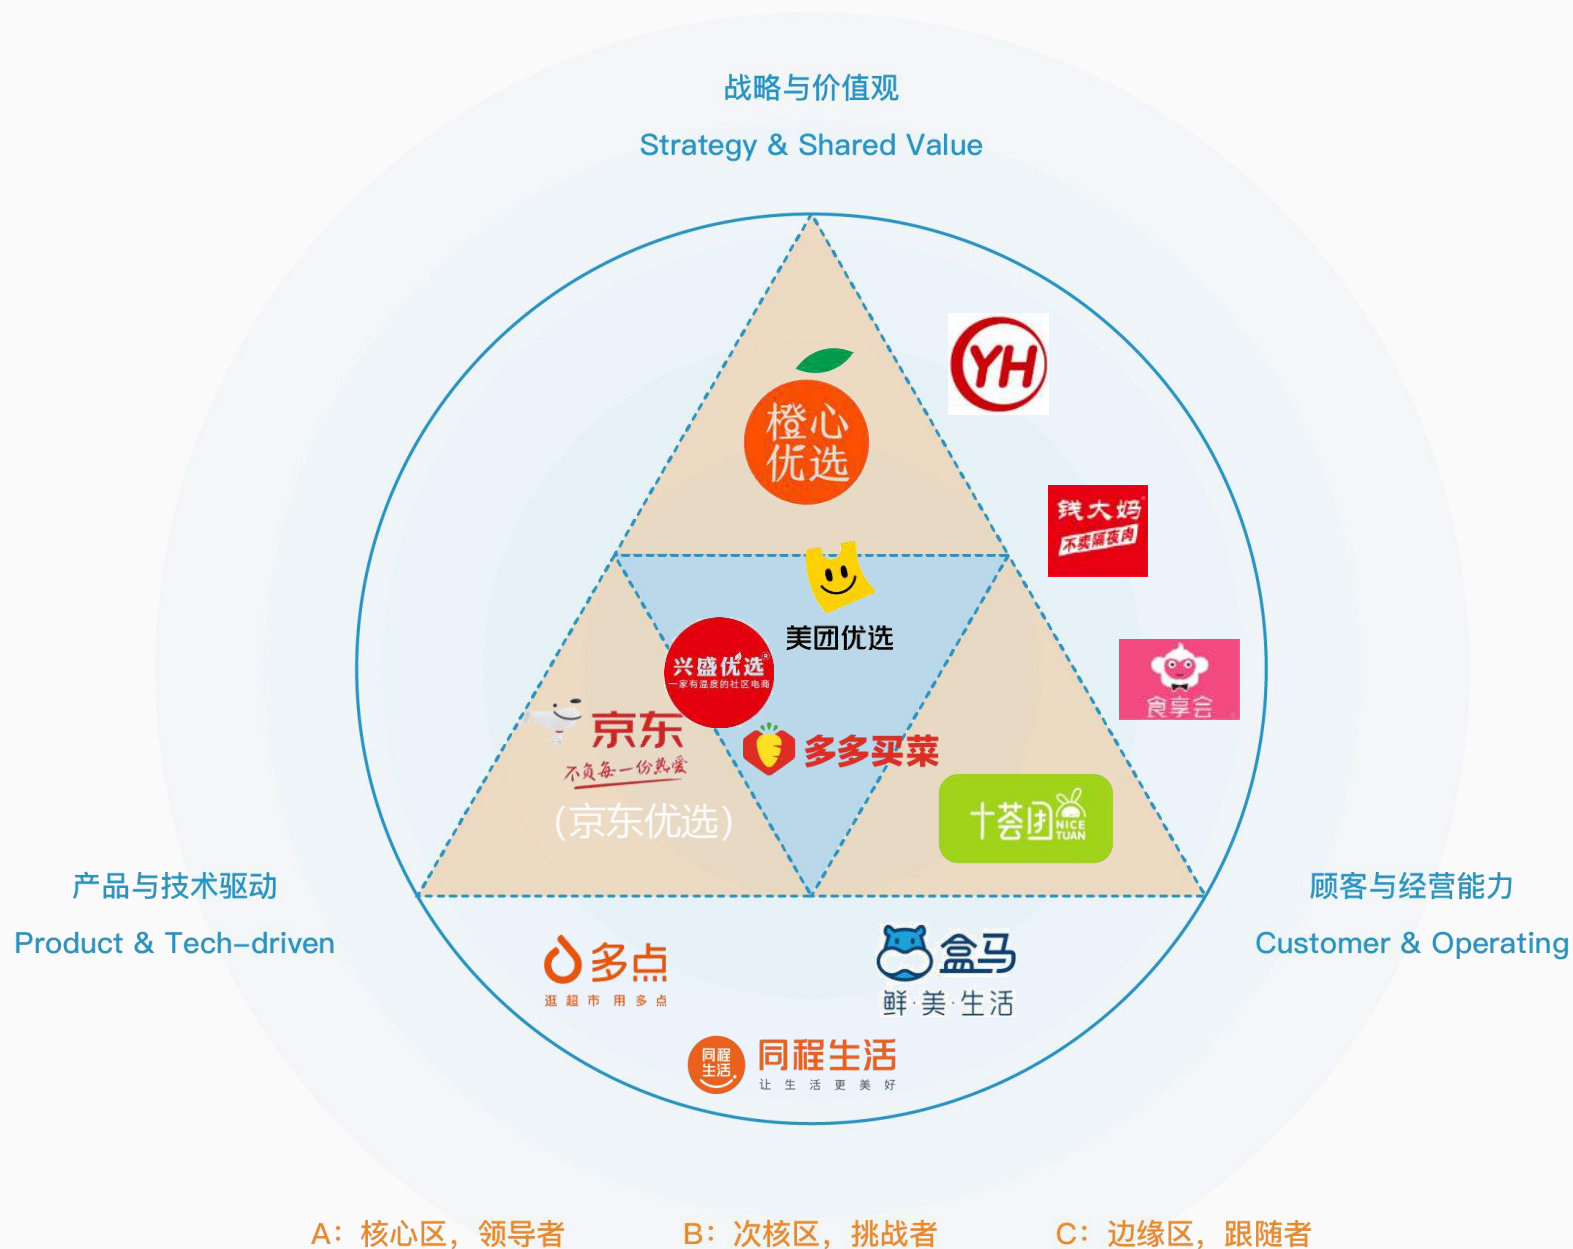 战略与价值观
Strategy & Shared Value
YH
橙心
优选
钱大妈
不卖隔夜肉
美团优选
兴盛优选®
一家有温度的社区电商
食享会
京东
不负每一份热爱
(京东优选)
多多买菜
十荟团
NICE
TUAN
产品与技术驱动
Product & Tech-driven
顾客与经营能力
Customer & Operating
多点
逛超市 用多点
盒马
鲜·美·生活
同程
生活
同程生活
让生活更美好
A：核心区，领导者
B：次核区，挑战者
C：边缘区，跟随者